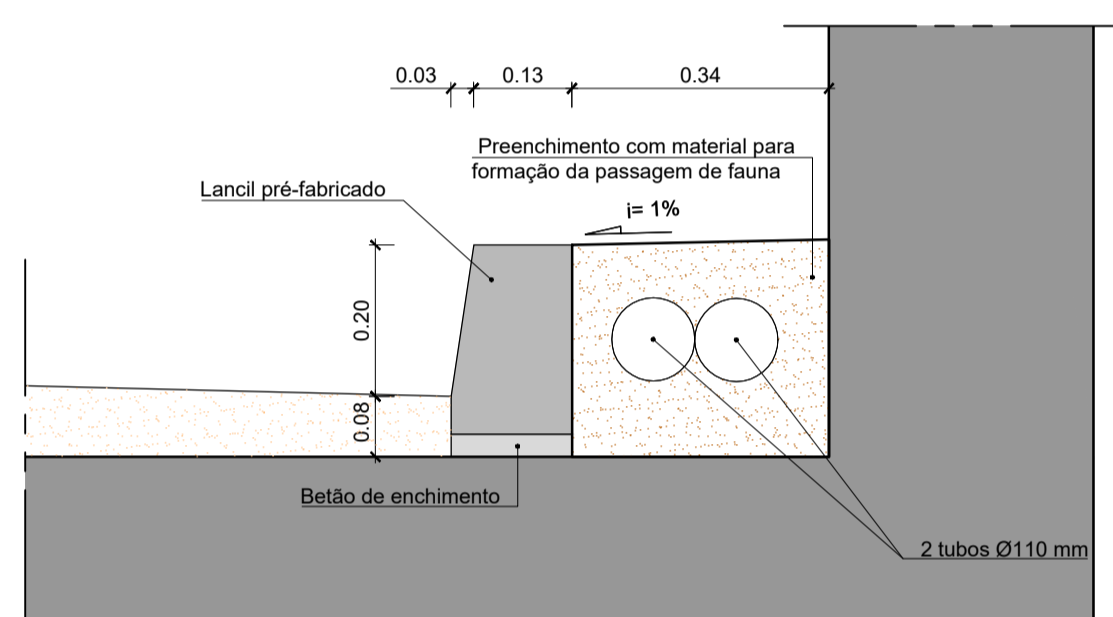 0.03
0.13
0.34
Preenchimento com material para
formação da passagem de fauna
Lancil pré-fabricado
i= 1%
0.20
0.08
Betão de enchimento
2 tubos Ø110 mm